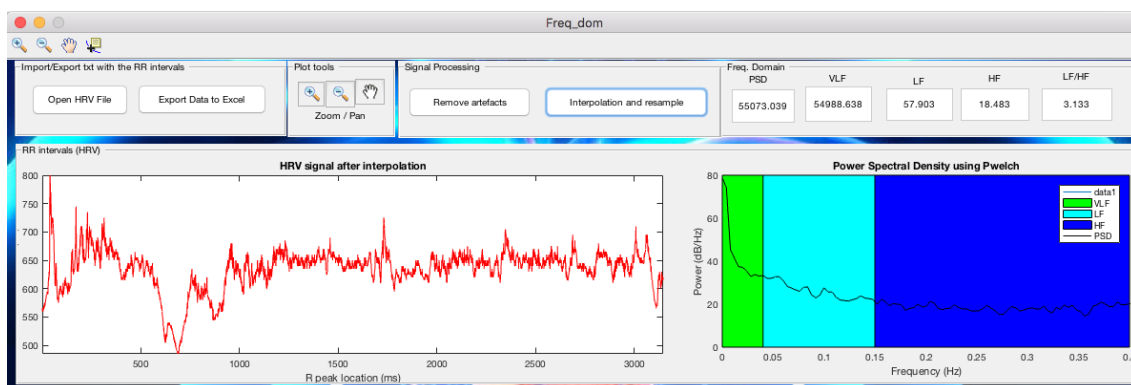 Freq_dom
Import/Export txt with the RR intervals
Open HRV File
Export Data to Excel
Plot tools
Zoom / Pan
Signal Processing
Remove artefacts
Interpolation and resample
Freq. Domain
PSD VLF LF HF LF/HF
55073.039 54988.638 57.903 18.483 3.133
RR intervals (HRV)
HRV signal after interpolation
800
750
700
650
600
550
500
500 1000 1500 2000 2500 3000
R peak location (ms)
Power Spectral Density using Pwelch
Power (dB/Hz)
80
60
40
20
0
0 0.05 0.1 0.15 0.2 0.25 0.3 0.35 0.4
Frequency (Hz)
data1
VLF
LF
HF
PSD